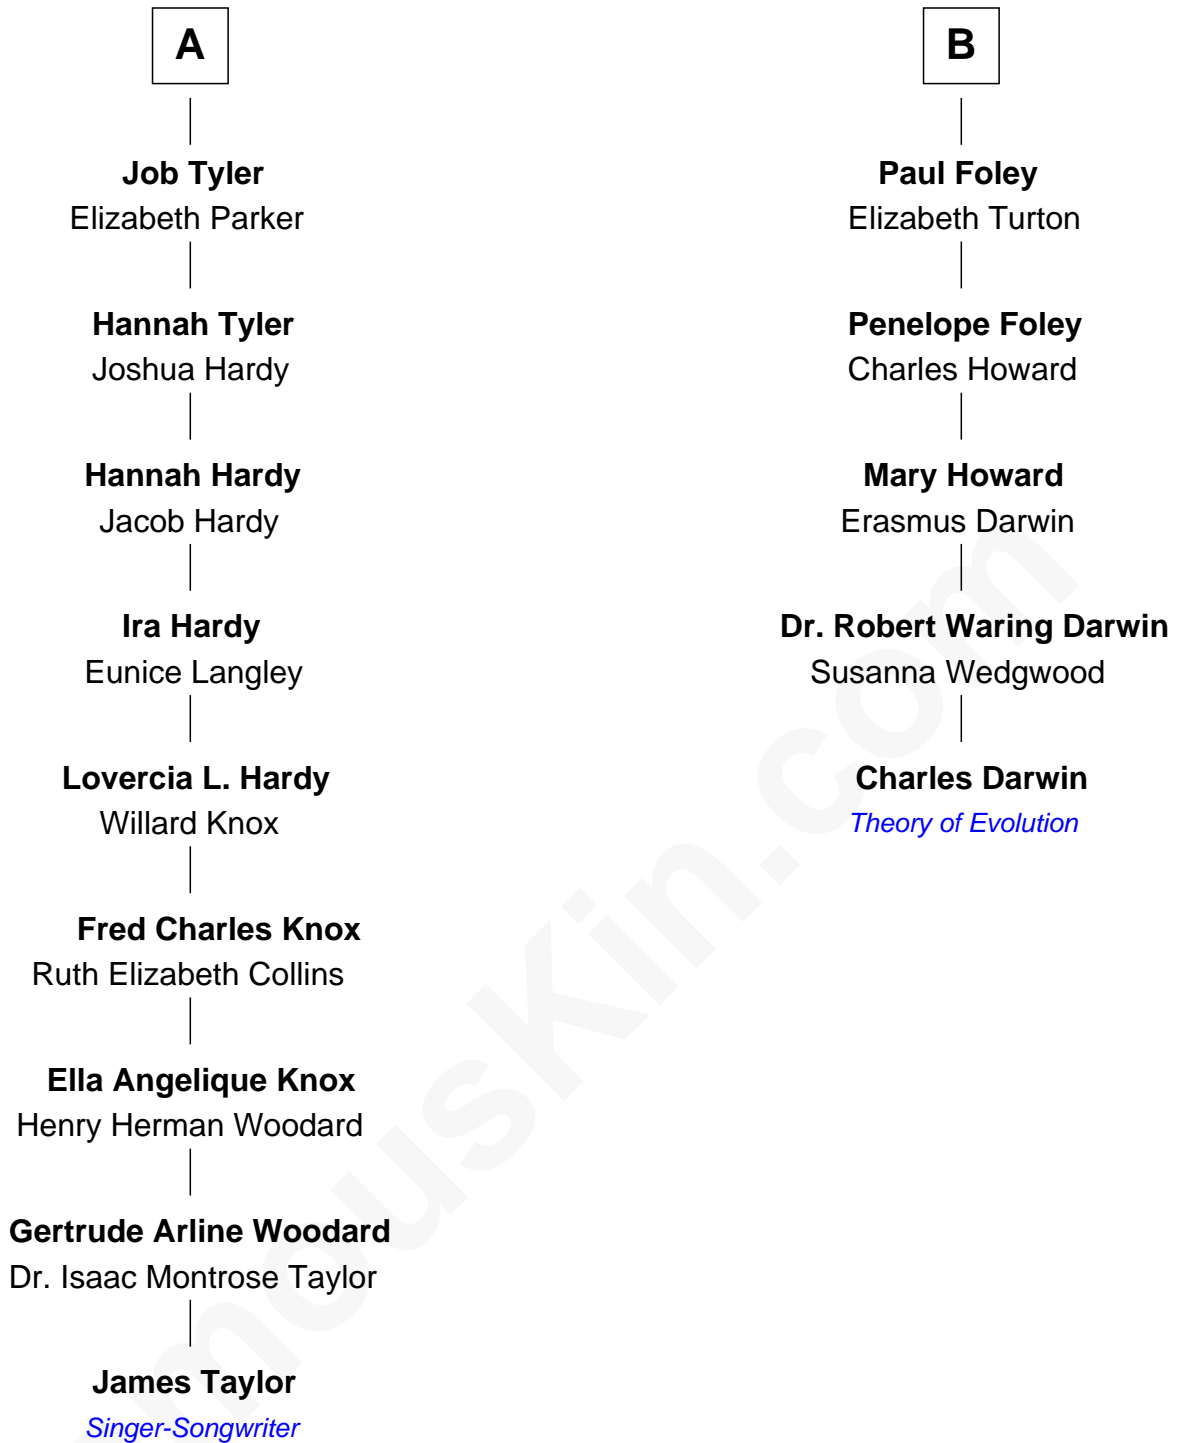 A
Job Tyler
Elizabeth Parker
Hannah Tyler
Joshua Hardy
Hannah Hardy
Jacob Hardy
Ira Hardy
Eunice Langley
Lovercia L. Hardy
Willard Knox
Fred Charles Knox
Ruth Elizabeth Collins
Ella Angelique Knox
Henry Herman Woodard
Gertrude Arline Woodard
Dr. Isaac Montrose Taylor
James Taylor
Singer-Songwriter
B
Paul Foley
Elizabeth Turton
Penelope Foley
Charles Howard
Mary Howard
Erasmus Darwin
Dr. Robert Waring Darwin
Susanna Wedgwood
Charles Darwin
Theory of Evolution
mousKin.com